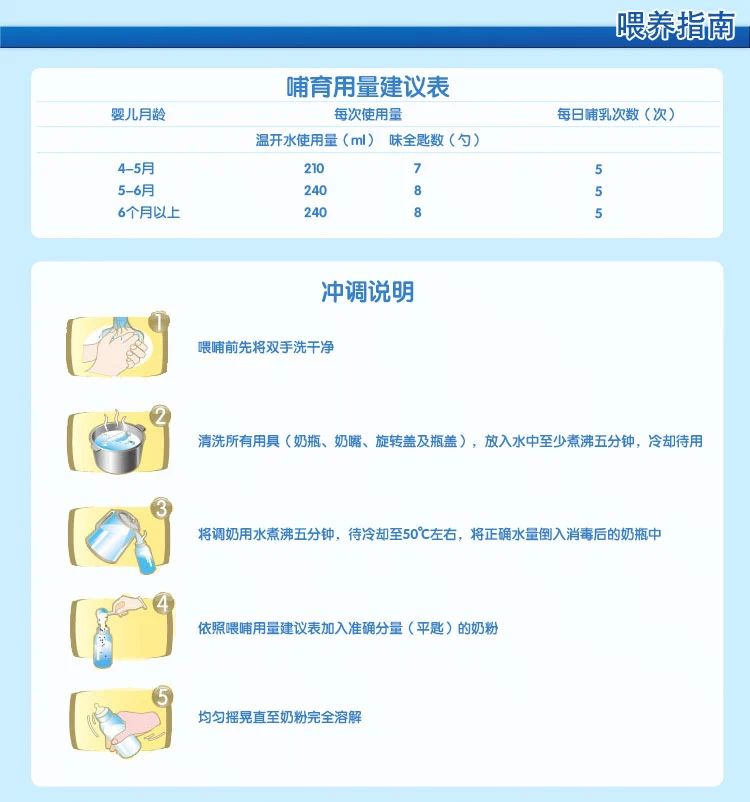 喂养指南
哺育用量建议表
婴儿月龄 每次使用量 每日哺乳次数（次）
温开水使用量（ml） 味全匙数（勺）
4-5月 210 7 5
5-6月 240 8 5
6个月以上 240 8 5
冲调说明
1
喂哺前先将双手洗干净
2
清洗所有用具（奶瓶、奶嘴、旋转盖及瓶盖），放入水中至少煮沸五分钟，冷却待用
3
将调奶用水煮沸五分钟，待冷却至50℃左右，将正确水量倒入消毒后的奶瓶中
4
依照喂哺用量建议表加入准确分量（平匙）的奶粉
5
均匀摇晃直至奶粉完全溶解